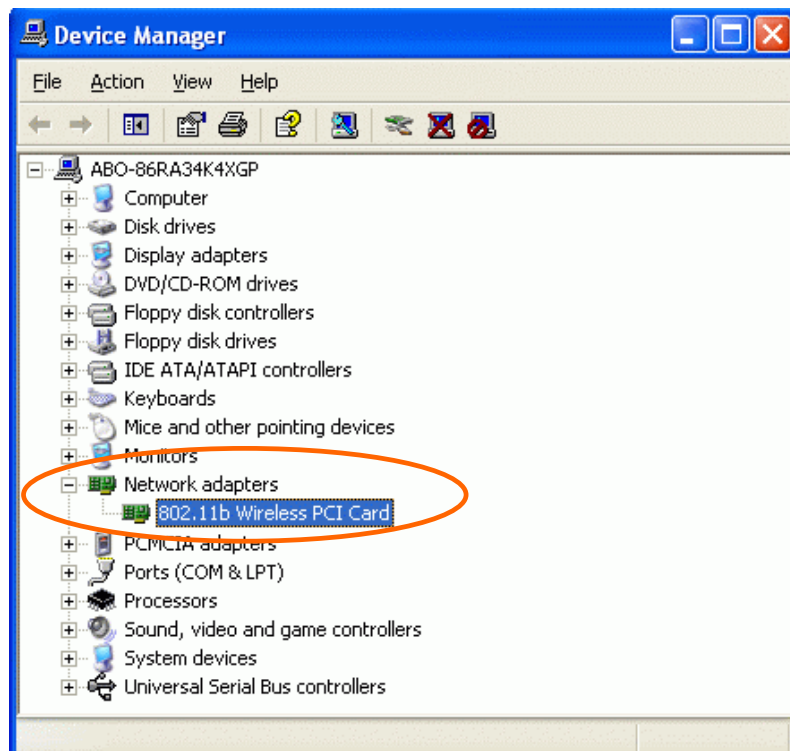 Device Manager
File Action View Help
ABO-86RA34K4XGP
Computer
Disk drives
Display adapters
DVD/CD-ROM drives
Floppy disk controllers
Floppy disk drives
IDE ATA/ATAPI controllers
Keyboards
Mice and other pointing devices
Monitors
Network adapters
802.11b Wireless PCI Card
PCMCIA adapters
Ports (COM & LPT)
Processors
Sound, video and game controllers
System devices
Universal Serial Bus controllers